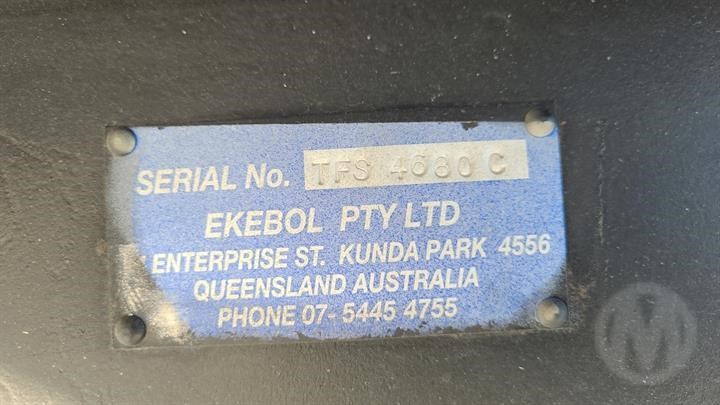 SERIAL No. TFS 4680 C
EKEBOL PTY LTD
ENTERPRISE ST. KUNDA PARK 4556
QUEENSLAND AUSTRALIA
PHONE 07- 5445 4755
M